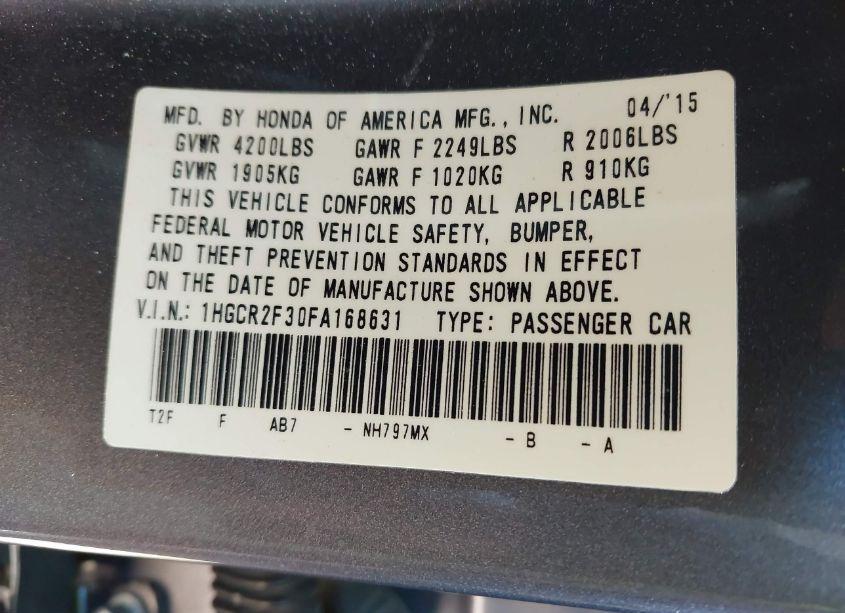 MFD. BY HONDA OF AMERICA MFG., INC. 04/'15
GVWR 4200LBS GAWR F 2249LBS R 2006LBS
GVWR 1905KG GAWR F 1020KG R 910KG
THIS VEHICLE CONFORMS TO ALL APPLICABLE
FEDERAL MOTOR VEHICLE SAFETY, BUMPER,
AND THEFT PREVENTION STANDARDS IN EFFECT
ON THE DATE OF MANUFACTURE SHOWN ABOVE.
V.I.N.: 1HGCR2F30FA168631 TYPE: PASSENGER CAR
T2F F AB7 - NH797MX - B - A